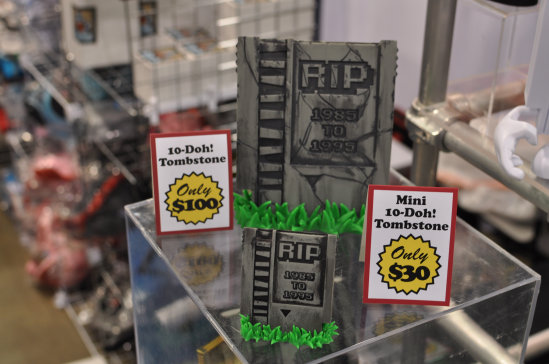 RIP
1985
TO
1995
10-Doh!
Tombstone
Only
$100
Mini
10-Doh!
Tombstone
Only
$30
RIP
1985
TO
1995